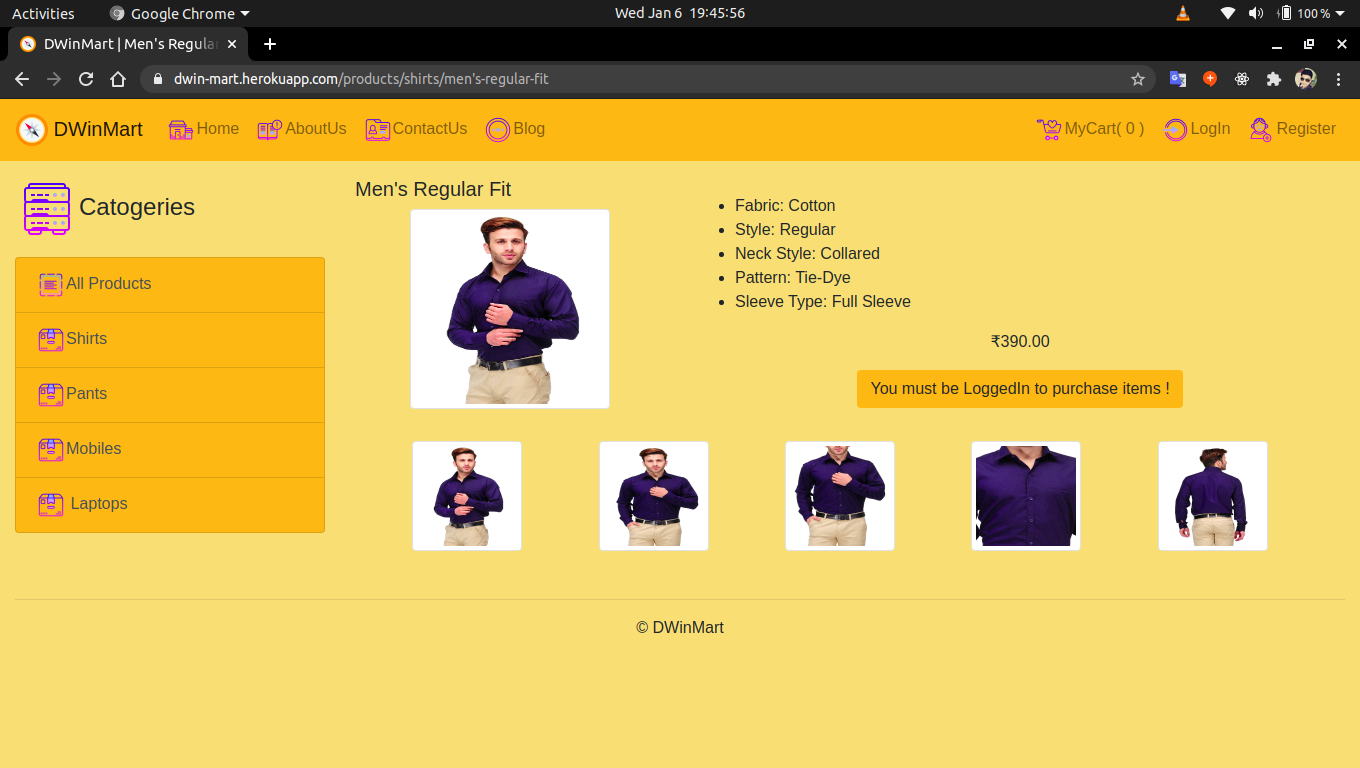 Activities
Google Chrome
Wed Jan 6 19:45:56
100 %
DWinMart | Men's Regular
dwin-mart.herokuapp.com/products/shirts/men's-regular-fit
DWinMart
Home
AboutUs
ContactUs
Blog
MyCart( 0 )
LogIn
Register
Catogeries
All Products
Shirts
Pants
Mobiles
Laptops
Men's Regular Fit
Fabric: Cotton
Style: Regular
Neck Style: Collared
Pattern: Tie-Dye
Sleeve Type: Full Sleeve
₹390.00
You must be LoggedIn to purchase items !
© DWinMart